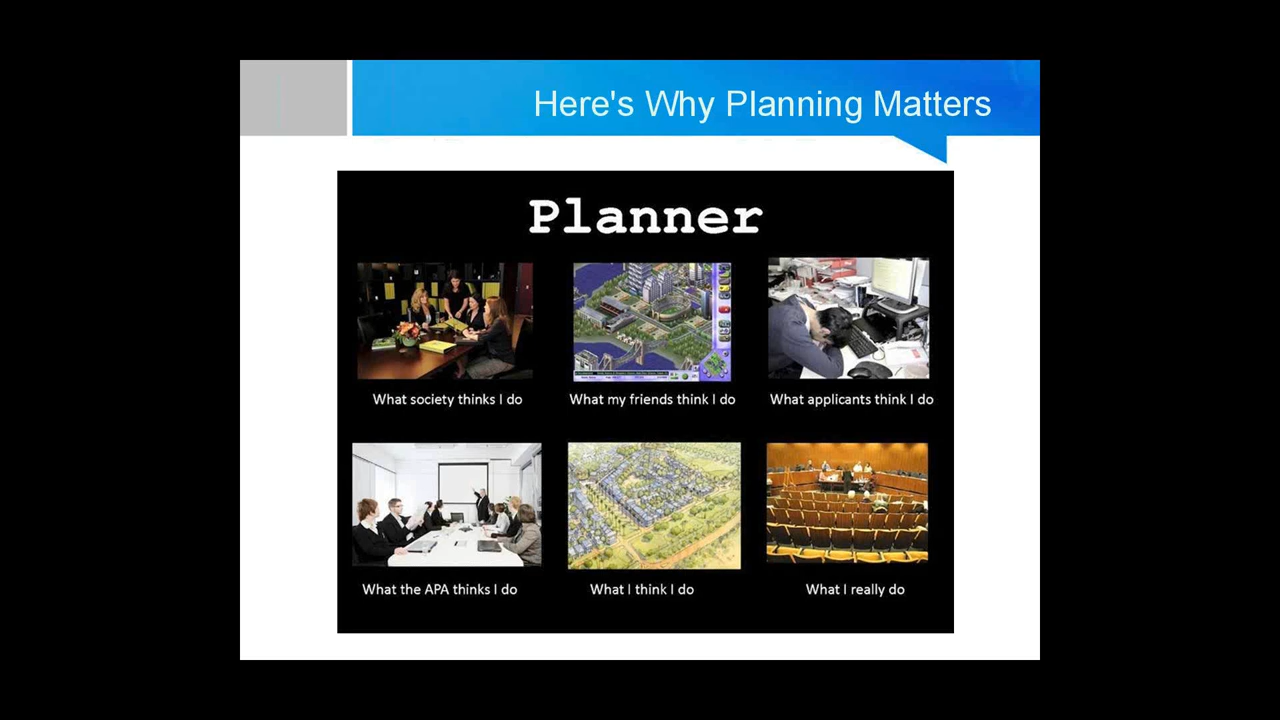 Here's Why Planning Matters
Planner
What society thinks I do
What my friends think I do
What applicants think I do
What the APA thinks I do
What I think I do
What I really do